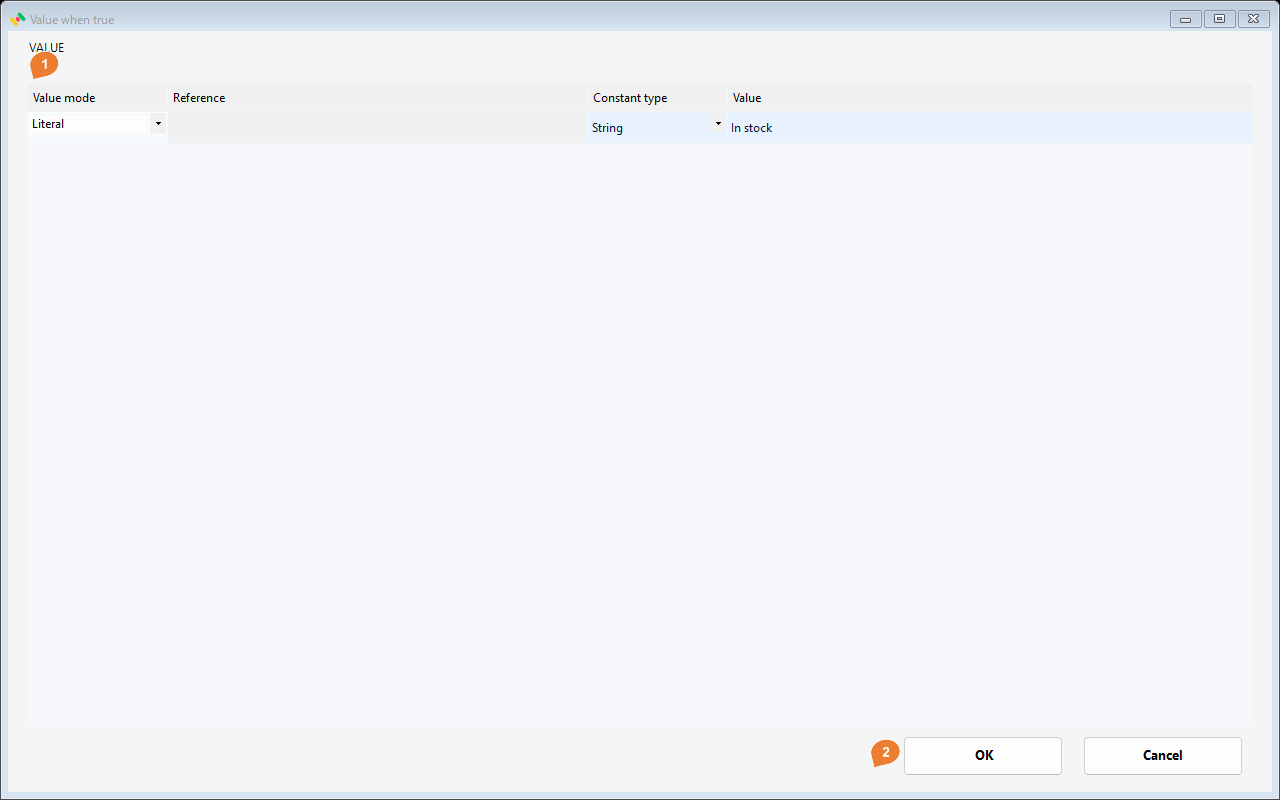 Value when true
VALUE
1
Value mode Reference Constant type Value
Literal String In stock
2 OK Cancel